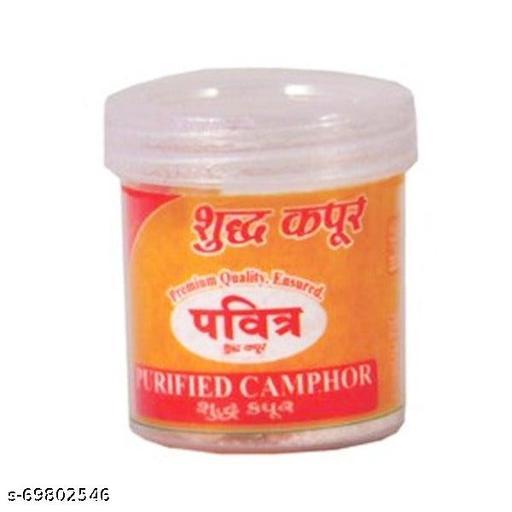 शुद्ध कपूर
Premium Quality. Ensured.
पवित्र
शुद्ध कपूर
PURIFIED CAMPHOR
શુદ્ધ કપૂર
s-69802546